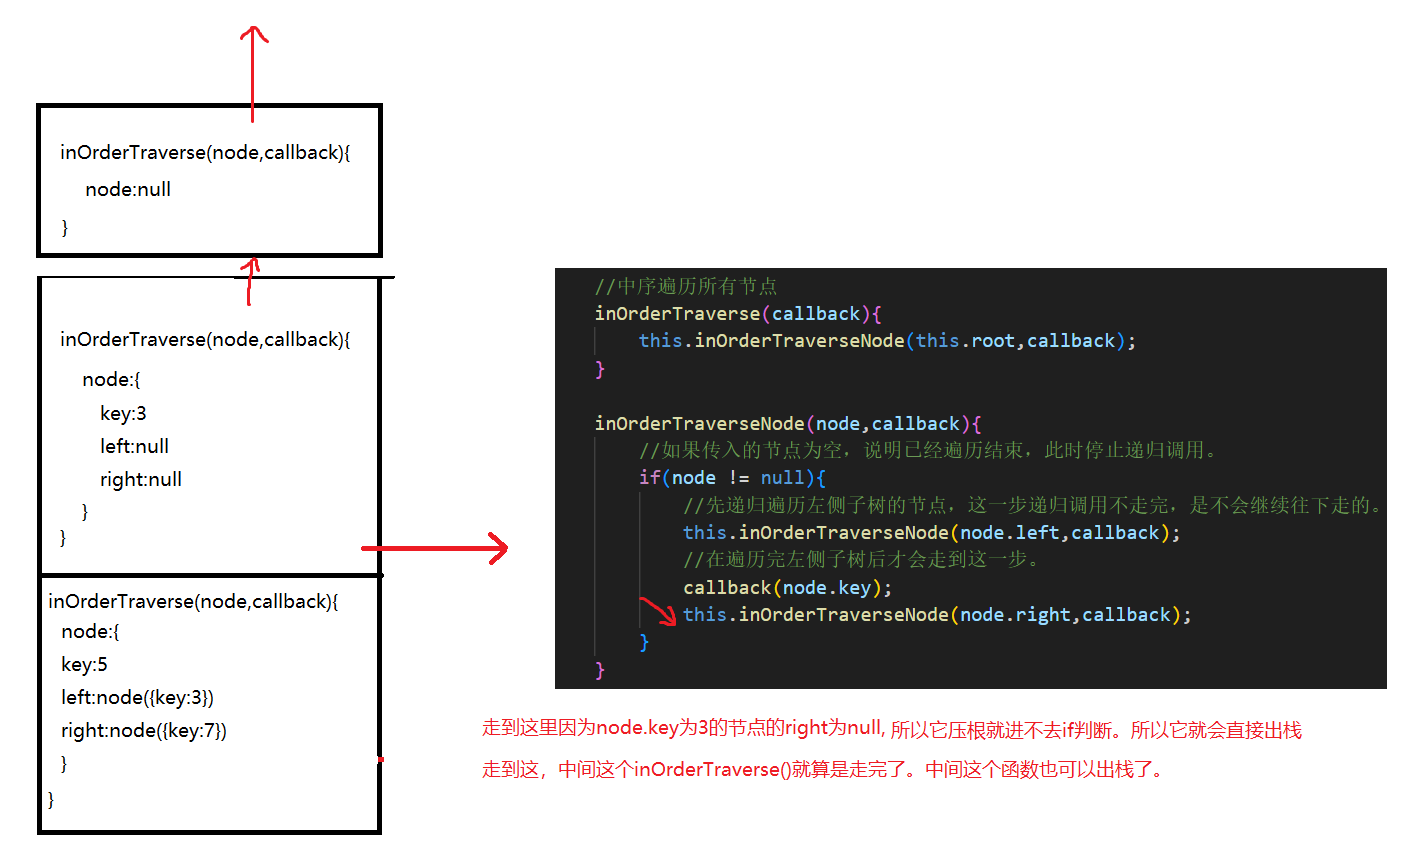 inOrderTraverse(node,callback){
node:null
}
inOrderTraverse(node,callback){
node:{
key:3
left:null
right:null
}
}
inOrderTraverse(node,callback){
node:{
key:5
left:node({key:3})
right:node({key:7})
}
}
//中序遍历所有节点
inOrderTraverse(callback){
this.inOrderTraverseNode(this.root,callback);
}
inOrderTraverseNode(node,callback){
//如果传入的节点为空，说明已经遍历结束，此时停止递归调用。
if(node != null){
//先递归遍历左侧子树的节点，这一步递归调用不走完，是不会继续往下走的。
this.inOrderTraverseNode(node.left,callback);
//在遍历完左侧子树后才会走到这一步。
callback(node.key);
this.inOrderTraverseNode(node.right,callback);
}
}
走到这里因为node.key为3的节点的right为null, 所以它压根就进不去if判断。所以它就会直接出栈
走到这，中间这个inOrderTraverse()就算是走完了。中间这个函数也可以出栈了。